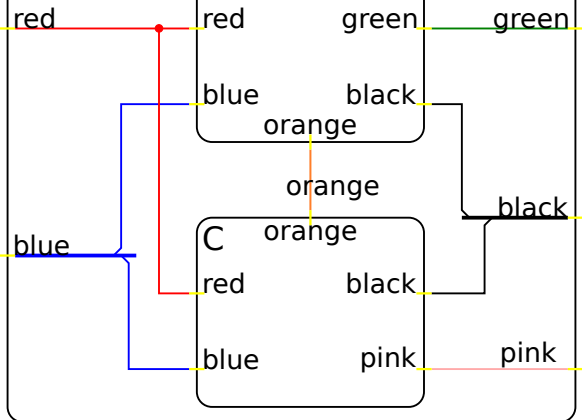 red red green green
blue black
orange
orange
black
C orange
blue
red black
blue pink pink